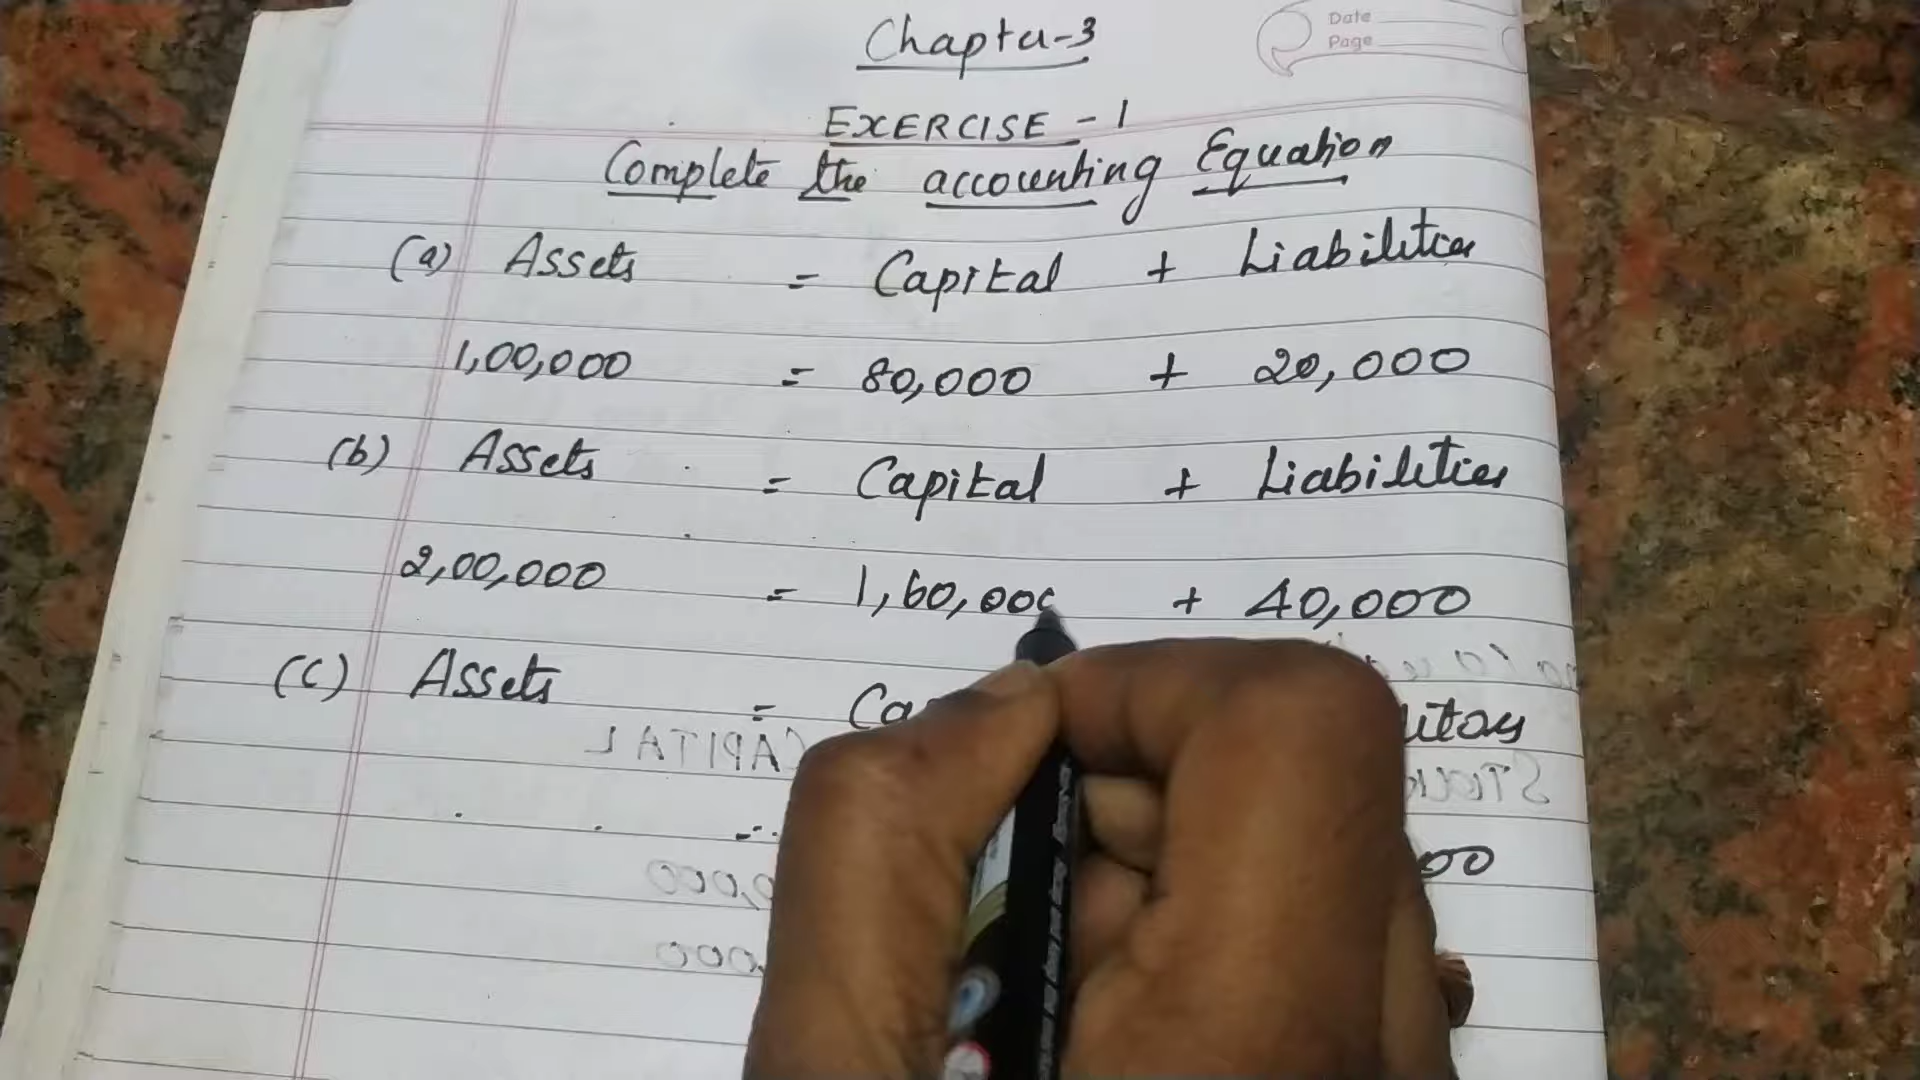 Date
Page
Chapter-3
EXERCISE - 1
Complete the accounting Equation
(a) Assets = Capital + Liabilities
1,00,000 = 80,000 + 20,000
(b) Assets = Capital + Liabilities
2,00,000 = 1,60,000 + 40,000
(c) Assets =